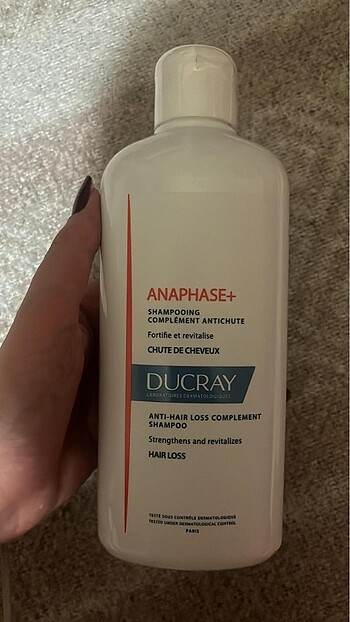 ANAPHASE+
SHAMPOOING
COMPLÉMENT ANTICHUTE
Fortifie et revitalise
CHUTE DE CHEVEUX
DUCRAY
LABORATOIRES DERMATOLOGIQUES
ANTI-HAIR LOSS COMPLEMENT
SHAMPOO
Strengthens and revitalizes
HAIR LOSS
TESTÉ SOUS CONTRÔLE DERMATOLOGIQUE
TESTED UNDER DERMATOLOGICAL CONTROL
PARIS